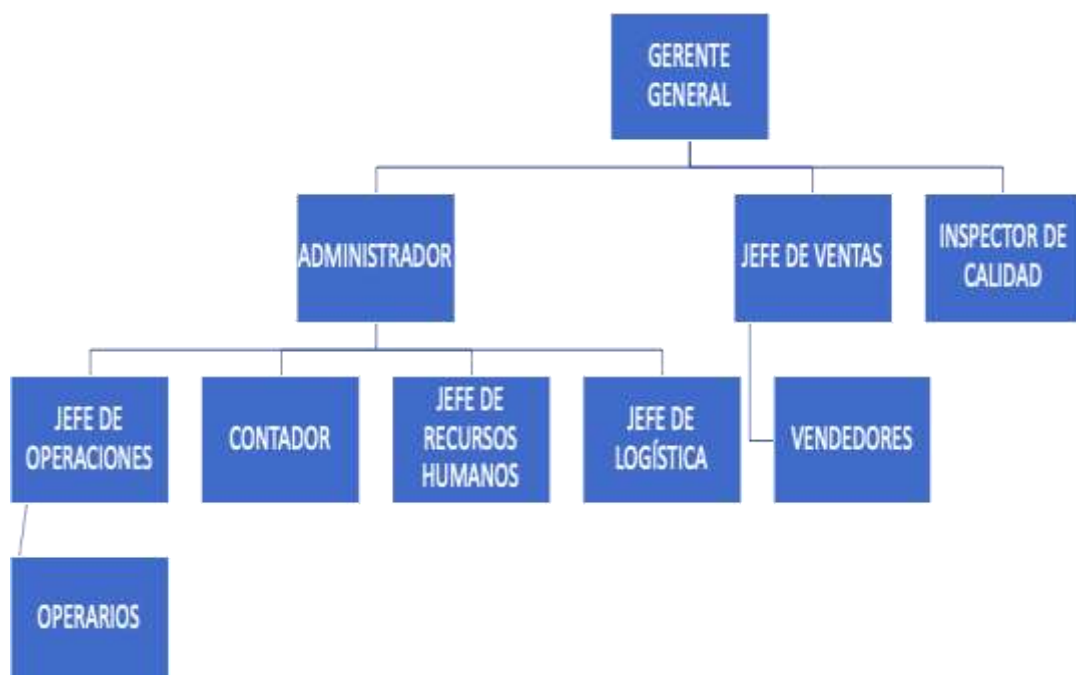 GERENTE
GENERAL
ADMINISTRADOR
JEFE DE VENTAS
INSPECTOR DE
CALIDAD
JEFE DE
OPERACIONES
CONTADOR
JEFE DE
RECURSOS
HUMANOS
JEFE DE
LOGÍSTICA
VENDEDORES
OPERARIOS